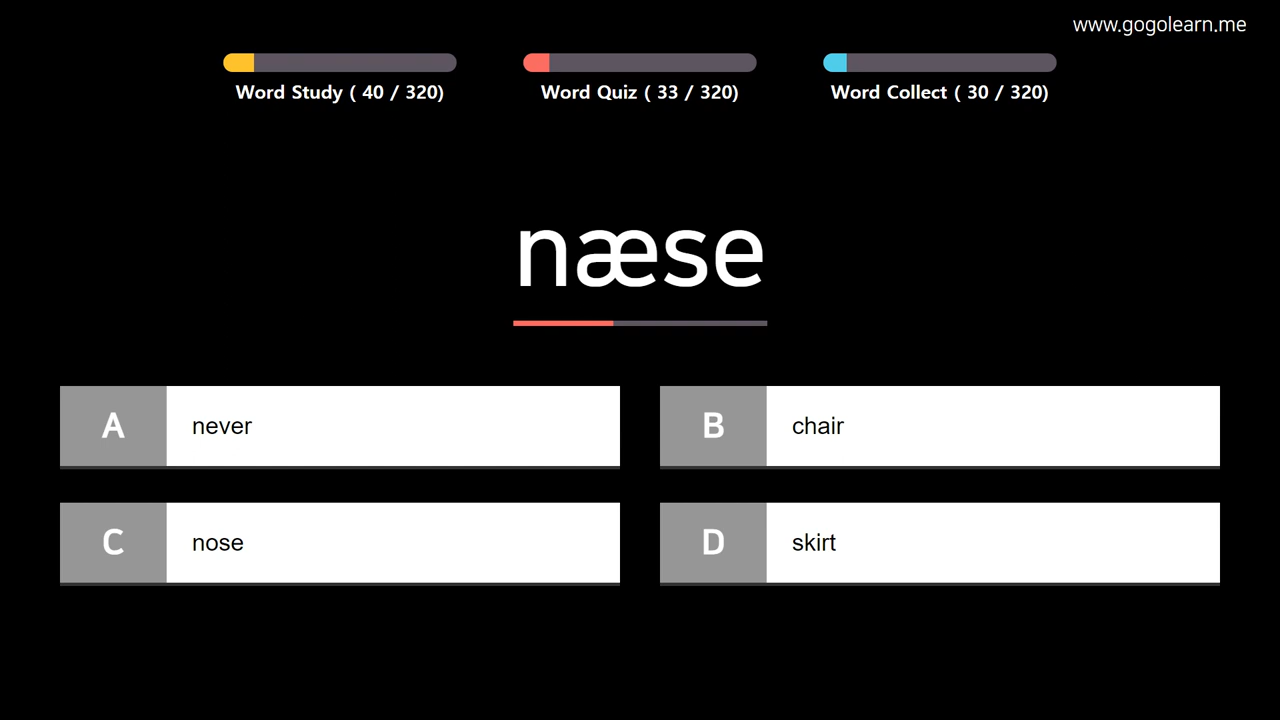 www.gogolearn.me
Word Study ( 40 / 320)
Word Quiz ( 33 / 320)
Word Collect ( 30 / 320)
næse
A never
B chair
C nose
D skirt